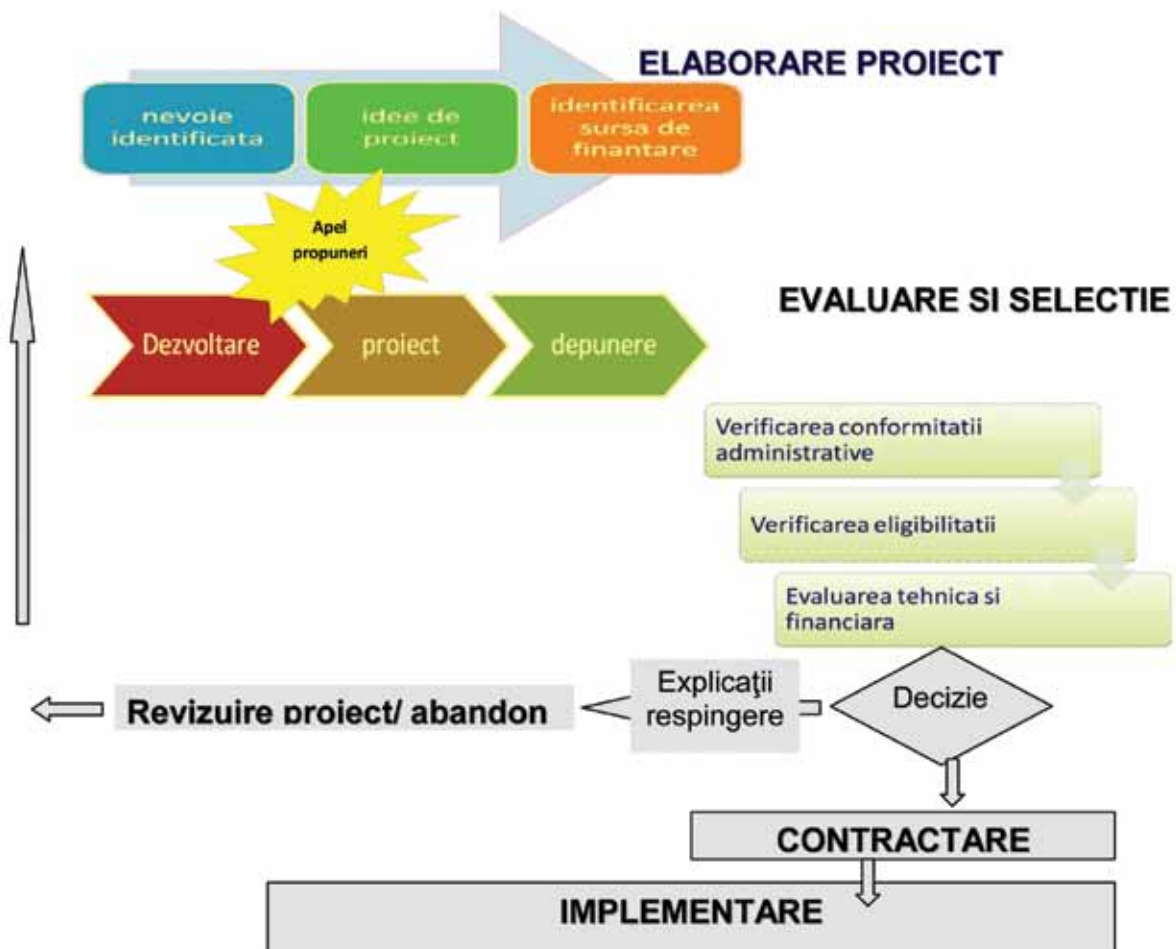 ELABORARE PROIECT
nevoie
identificata
idee de
proiect
identificarea
sursa de
finantare
Apel
propuneri
Dezvoltare
proiect
depunere
EVALUARE SI SELECTIE
Verificarea conformitatii
administrative
Verificarea eligibilitatii
Evaluarea tehnica si
financiara
Decizie
Explicaţii
respingere
Revizuire proiect/ abandon
CONTRACTARE
IMPLEMENTARE